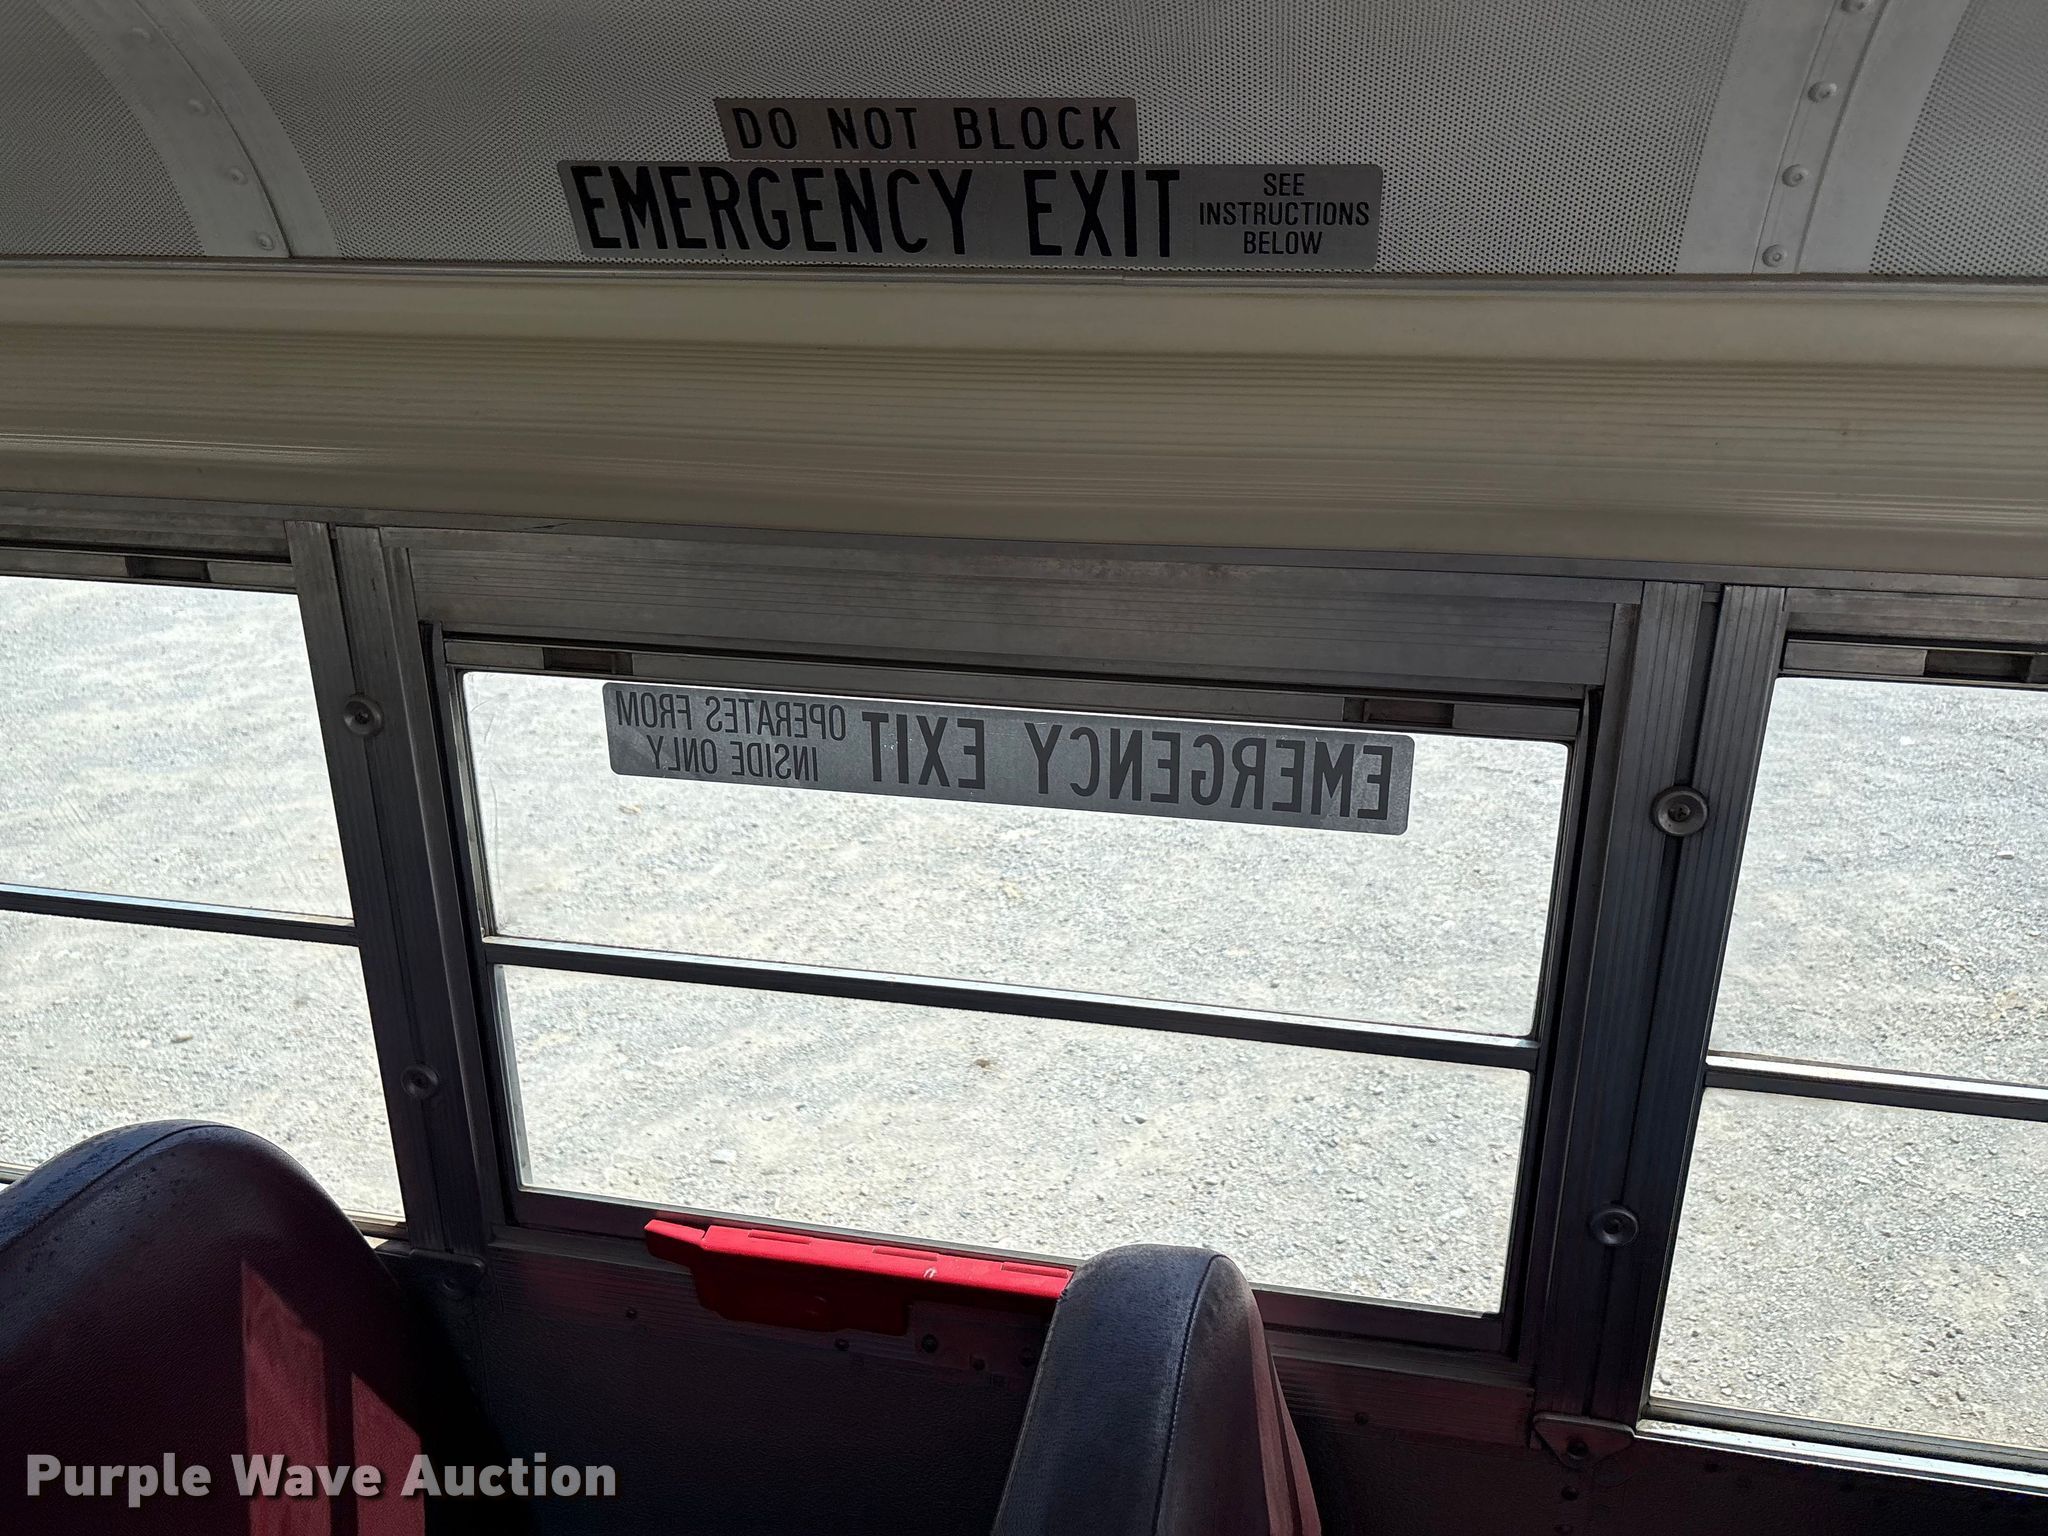 DO NOT BLOCK
EMERGENCY EXIT
SEE
INSTRUCTIONS
BELOW
EMERGENCY EXIT
OPERATES FROM
INSIDE ONLY
Purple Wave Auction